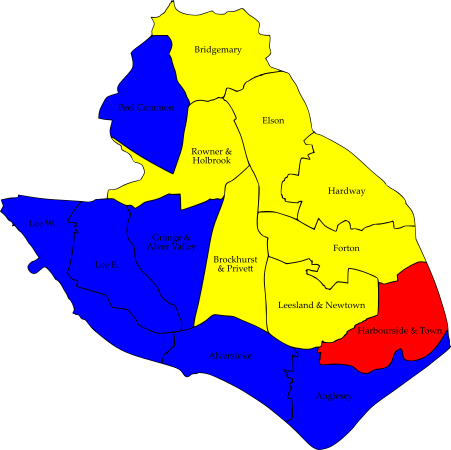 Bridgemary
Peel Common
Elson
Rowner &
Holbrook
Hardway
Lee W.
Grange &
Alver Valley
Forton
Lee E.
Brockhurst
& Privett
Leesland & Newtown
Harbourside & Town
Alverstoke
Anglesey